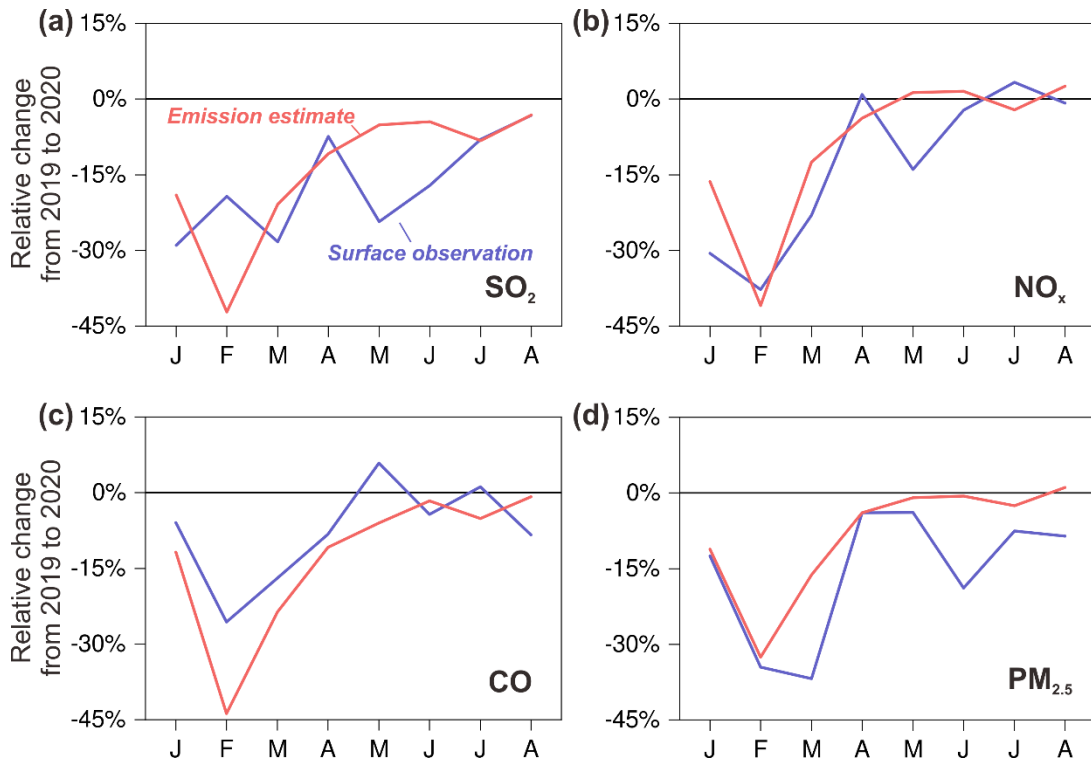 (a)
15%
0%
-15%
-30%
-45%
Relative change
from 2019 to 2020
Emission estimate
Surface observation
SO₂
J F M A M J J A
(b)
15%
0%
-15%
-30%
-45%
NOₓ
J F M A M J J A
(c)
15%
0%
-15%
-30%
-45%
Relative change
from 2019 to 2020
CO
J F M A M J J A
(d)
15%
0%
-15%
-30%
-45%
PM₂.₅
J F M A M J J A